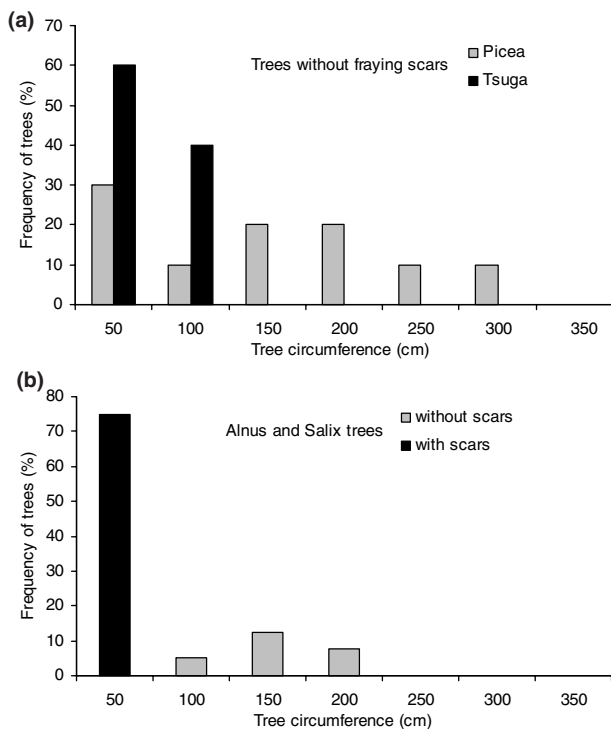 (a)
Trees without fraying scars
Picea
Tsuga
Frequency of trees (%)
70
60
50
40
30
20
10
0
50 100 150 200 250 300 350
Tree circumference (cm)
(b)
Alnus and Salix trees
without scars
with scars
Frequency of trees (%)
80
70
60
50
40
30
20
10
0
50 100 150 200 250 300 350
Tree circumference (cm)